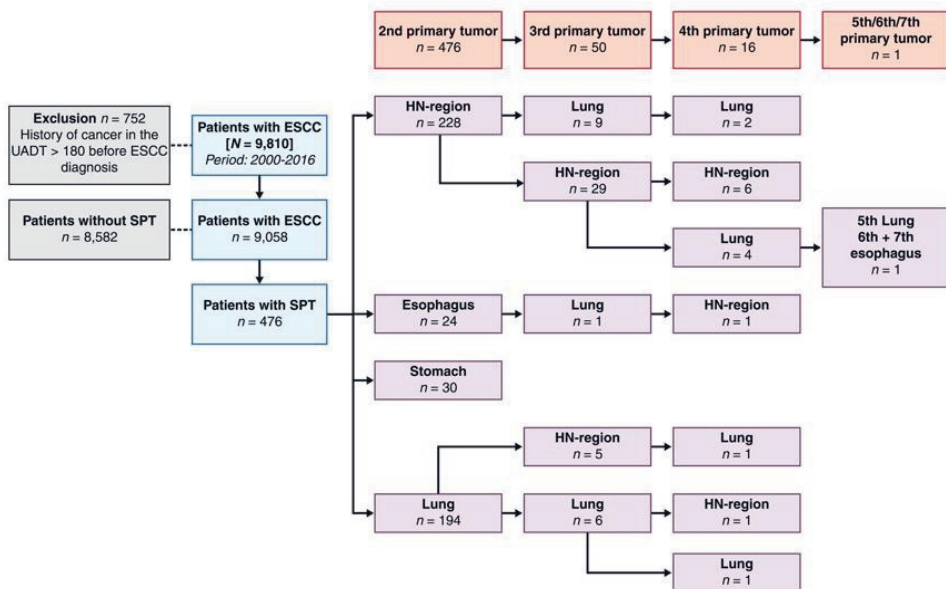 2nd primary tumor
n = 476
3rd primary tumor
n = 50
4th primary tumor
n = 16
5th/6th/7th
primary tumor
n = 1
Exclusion n = 752
History of cancer in the
UADT > 180 before ESCC
diagnosis
Patients with ESCC
[N = 9,810]
Period: 2000-2016
HN-region
n = 228
Lung
n = 9
Lung
n = 2
HN-region
n = 29
HN-region
n = 6
Patients without SPT
n = 8,582
Patients with ESCC
n = 9,058
Lung
n = 4
5th Lung
6th + 7th
esophagus
n = 1
Patients with SPT
n = 476
Esophagus
n = 24
Lung
n = 1
HN-region
n = 1
Stomach
n = 30
HN-region
n = 5
Lung
n = 1
Lung
n = 194
Lung
n = 6
HN-region
n = 1
Lung
n = 1